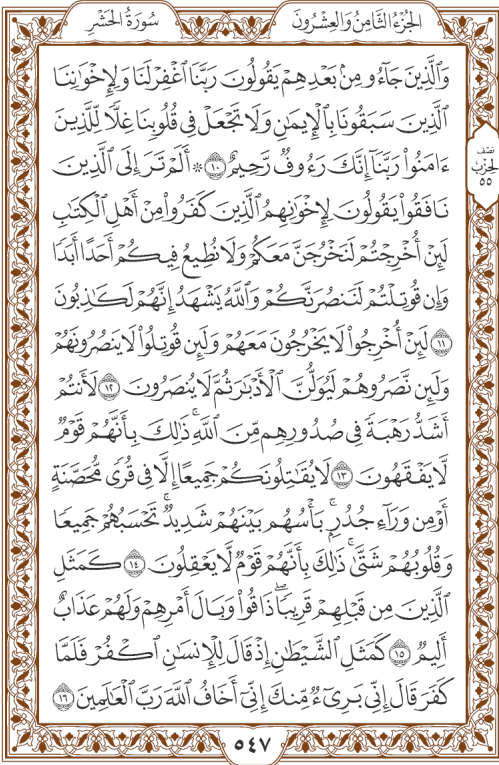 الجُزْءُ الثَّامِنُ وَالعِشْرُونَ
سُورَةُ الحَشْرِ
وَٱلَّذِينَ جَآءُو مِنۢ بَعْدِهِمْ يَقُولُونَ رَبَّنَا ٱغْفِرْ لَنَا وَلِإِخْوَٰنِنَا
ٱلَّذِينَ سَبَقُونَا بِٱلْإِيمَٰنِ وَلَا تَجْعَلْ فِى قُلُوبِنَا غِلًّا لِّلَّذِينَ
ءَامَنُوا۟ رَبَّنَآ إِنَّكَ رَءُوفٌ رَّحِيمٌ ١٠ ۞ أَلَمْ تَرَ إِلَى ٱلَّذِينَ
نَافَقُوا۟ يَقُولُونَ لِإِخْوَٰنِهِمُ ٱلَّذِينَ كَفَرُوا۟ مِنْ أَهْلِ ٱلْكِتَٰبِ
لَئِنْ أُخْرِجْتُمْ لَنَخْرُجَنَّ مَعَكُمْ وَلَا نُطِيعُ فِيكُمْ أَحَدًا أَبَدًا
وَإِن قُوتِلْتُمْ لَنَنصُرَنَّكُمْ وَٱللَّهُ يَشْهَدُ إِنَّهُمْ لَكَٰذِبُونَ
١١ لَئِنْ أُخْرِجُوا۟ لَا يَخْرُجُونَ مَعَهُمْ وَلَئِن قُوتِلُوا۟ لَا يَنصُرُونَهُمْ
وَلَئِن نَّصَرُوهُمْ لَيُوَلُّنَّ ٱلْأَدْبَٰرَ ثُمَّ لَا يُنصَرُونَ ١٢ لَأَنتُمْ
أَشَدُّ رَهْبَةً فِى صُدُورِهِم مِّنَ ٱللَّهِ ۚ ذَٰلِكَ بِأَنَّهُمْ قَوْمٌ
لَّا يَفْقَهُونَ ١٣ لَا يُقَٰتِلُونَكُمْ جَمِيعًا إِلَّا فِى قُرًى مُّحَصَّنَةٍ
أَوْ مِن وَرَآءِ جُدُرٍۭ ۚ بَأْسُهُم بَيْنَهُمْ شَدِيدٌ ۚ تَحْسَبُهُمْ جَمِيعًا
وَقُلُوبُهُمْ شَتَّىٰ ۚ ذَٰلِكَ بِأَنَّهُمْ قَوْمٌ لَّا يَعْقِلُونَ ١٤ كَمَثَلِ
ٱلَّذِينَ مِن قَبْلِهِمْ قَرِيبًا ۖ ذَاقُوا۟ وَبَالَ أَمْرِهِمْ وَلَهُمْ عَذَابٌ
أَلِيمٌ ١٥ كَمَثَلِ ٱلشَّيْطَٰنِ إِذْ قَالَ لِلْإِنسَٰنِ ٱكْفُرْ فَلَمَّا
كَفَرَ قَالَ إِنِّى بَرِىٓءٌ مِّنكَ إِنِّىٓ أَخَافُ ٱللَّهَ رَبَّ ٱلْعَٰلَمِينَ ١٦
نصف
الحزب
٥٥
٥٤٧